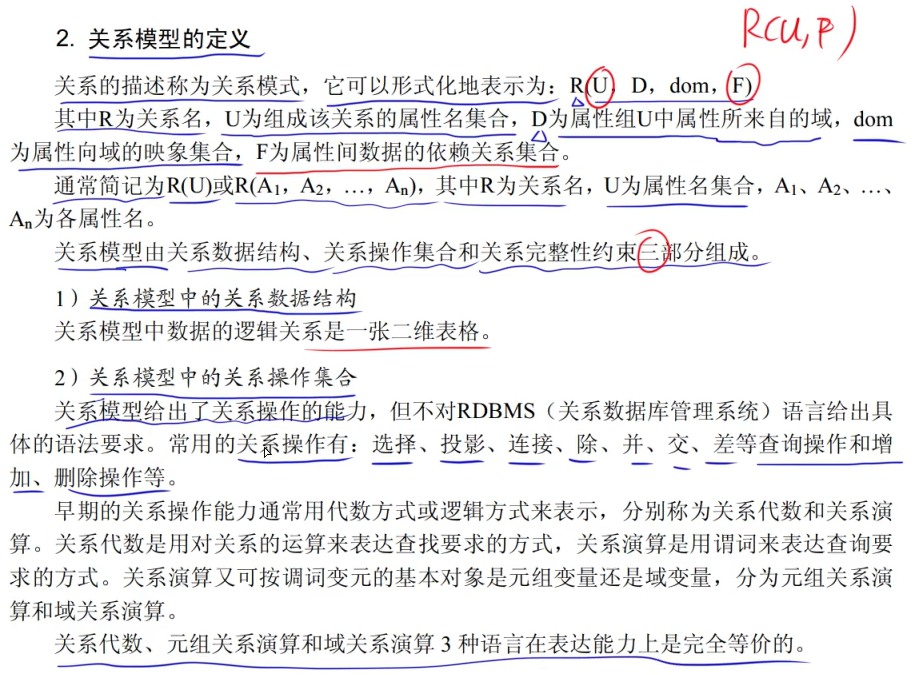 R(U,F)
2. 关系模型的定义
关系的描述称为关系模式，它可以形式化地表示为：R(U，D，dom，F)
其中R为关系名，U为组成该关系的属性名集合，D为属性组U中属性所来自的域，dom
为属性向域的映象集合，F为属性间数据的依赖关系集合。
通常简记为R(U)或R(A₁，A₂，…，Aₙ)，其中R为关系名，U为属性名集合，A₁、A₂、…、
Aₙ为各属性名。
关系模型由关系数据结构、关系操作集合和关系完整性约束三部分组成。
1）关系模型中的关系数据结构
关系模型中数据的逻辑关系是一张二维表格。
2）关系模型中的关系操作集合
关系模型给出了关系操作的能力，但不对RDBMS（关系数据库管理系统）语言给出具
体的语法要求。常用的关系操作有：选择、投影、连接、除、并、交、差等查询操作和增
加、删除操作等。
早期的关系操作能力通常用代数方式或逻辑方式来表示，分别称为关系代数和关系演
算。关系代数是用对关系的运算来表达查找要求的方式，关系演算是用谓词来表达查询要
求的方式。关系演算又可按调词变元的基本对象是元组变量还是域变量，分为元组关系演
算和域关系演算。
关系代数、元组关系演算和域关系演算 3 种语言在表达能力上是完全等价的。